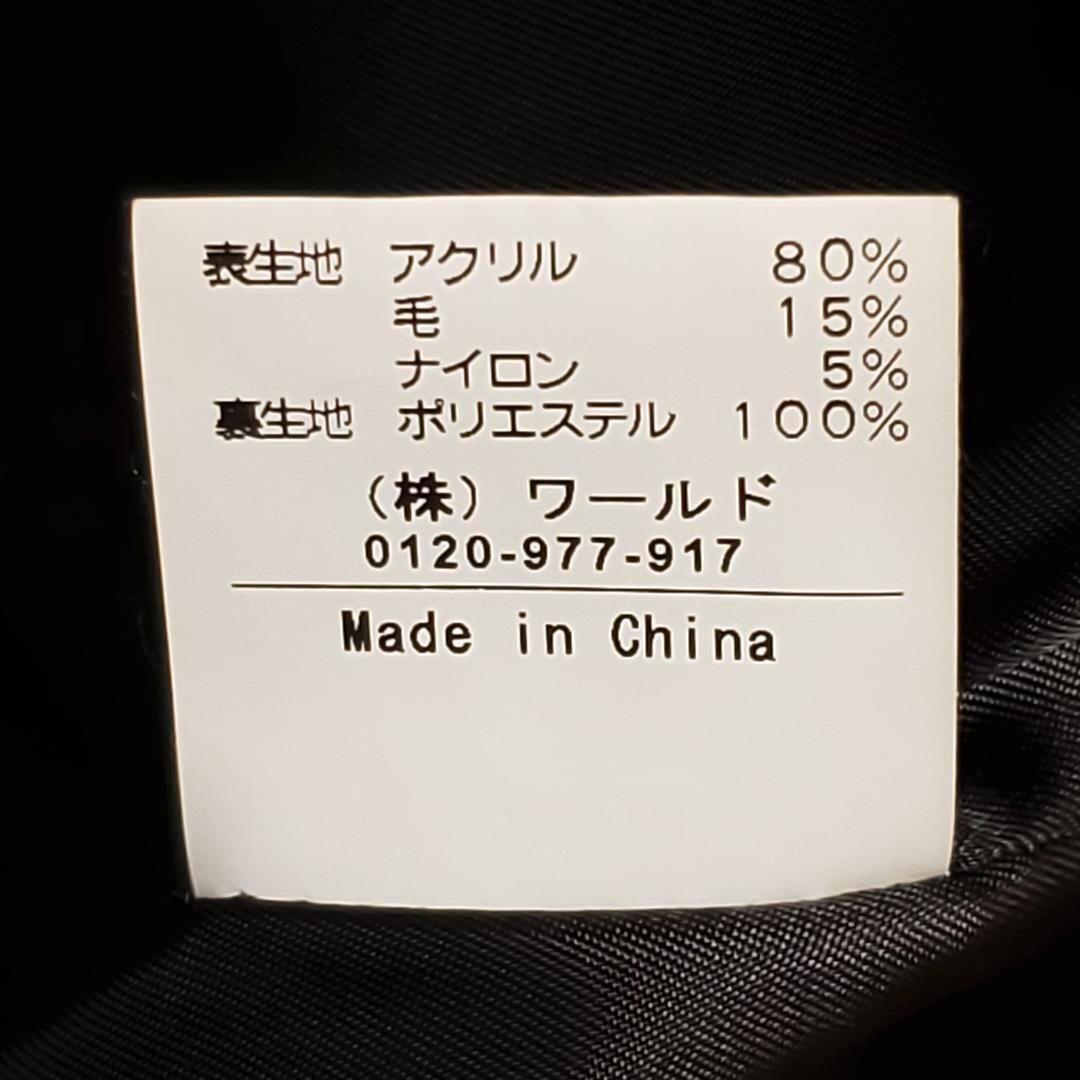 表生地 アクリル 80%
毛 15%
ナイロン 5%
裏生地 ポリエステル 100%
(株) ワールド
0120-977-917
Made in China